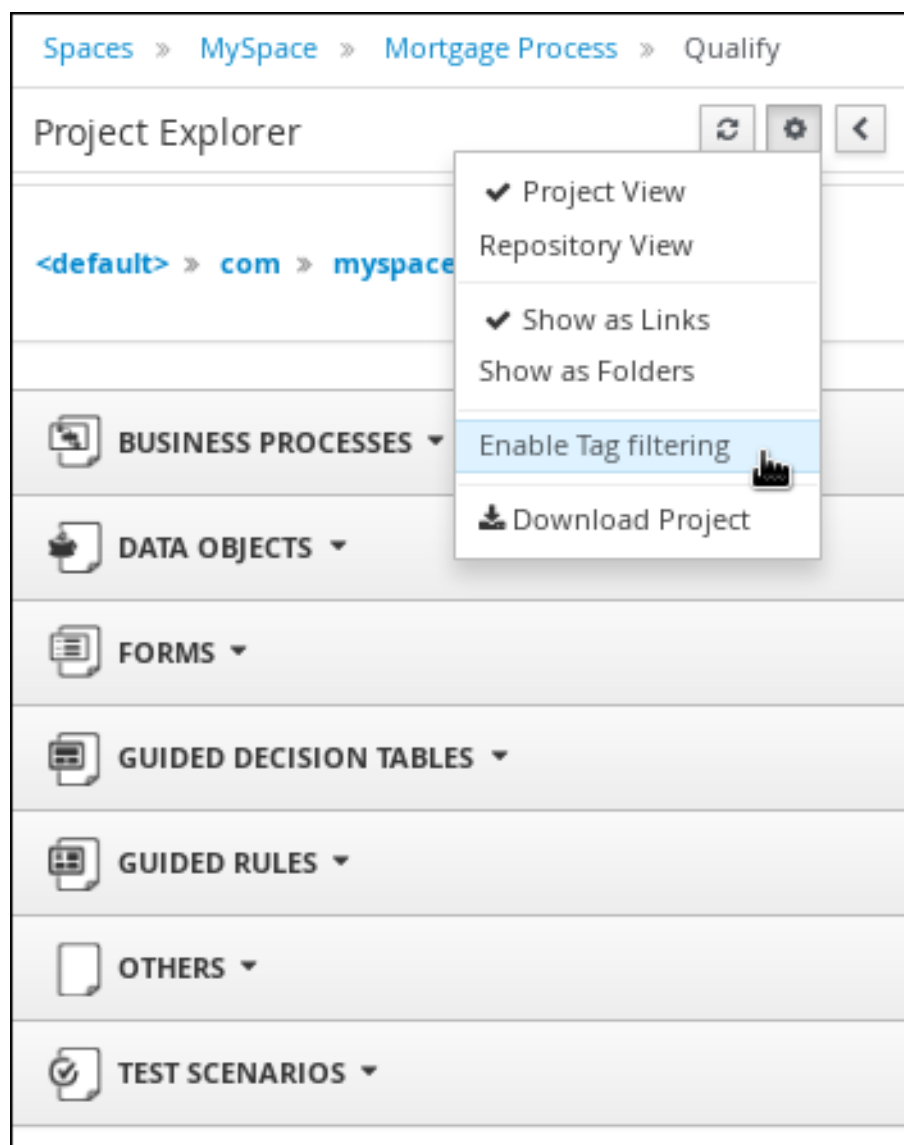 Spaces » MySpace » Mortgage Process » Qualify
Project Explorer
Project View
Repository View
<default> » com » myspace
Show as Links
Show as Folders
Enable Tag filtering
Download Project
BUSINESS PROCESSES
DATA OBJECTS
FORMS
GUIDED DECISION TABLES
GUIDED RULES
OTHERS
TEST SCENARIOS